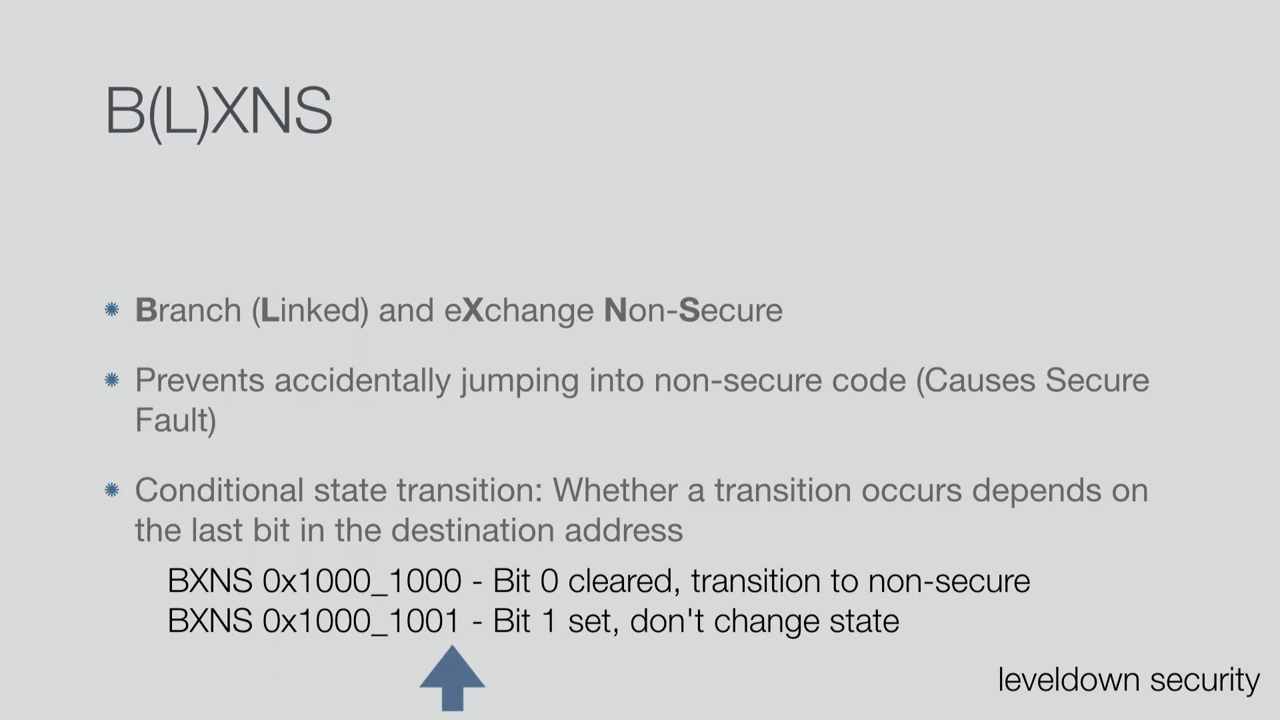 B(L)XNS
Branch (Linked) and eXchange Non-Secure
Prevents accidentally jumping into non-secure code (Causes Secure
Fault)
Conditional state transition: Whether a transition occurs depends on
the last bit in the destination address
BXNS 0x1000_1000 - Bit 0 cleared, transition to non-secure
BXNS 0x1000_1001 - Bit 1 set, don't change state
leveldown security